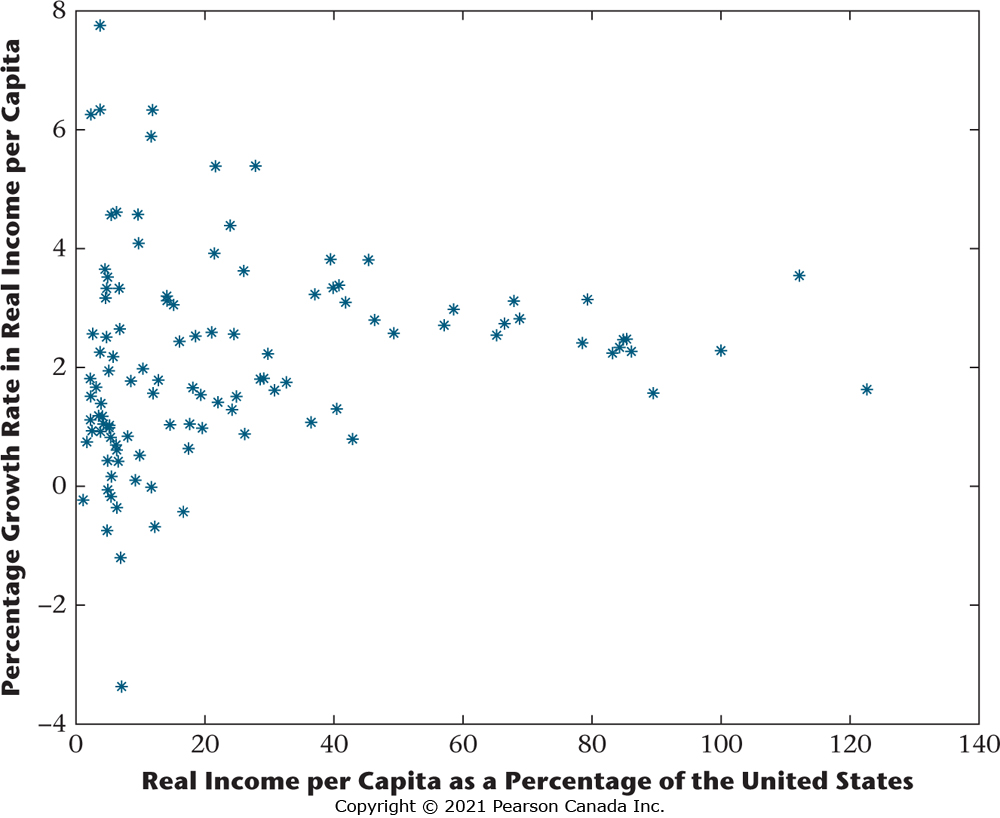 Percentage Growth Rate in Real Income per Capita
8
6
4
2
0
–2
–4
0 20 40 60 80 100 120 140
Real Income per Capita as a Percentage of the United States
Copyright © 2021 Pearson Canada Inc.